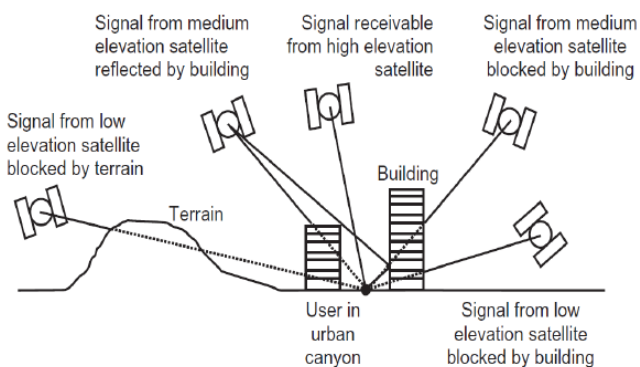 Signal from medium
elevation satellite
reflected by building
Signal receivable
from high elevation
satellite
Signal from medium
elevation satellite
blocked by building
Signal from low
elevation satellite
blocked by terrain
Building
Terrain
User in
urban
canyon
Signal from low
elevation satellite
blocked by building